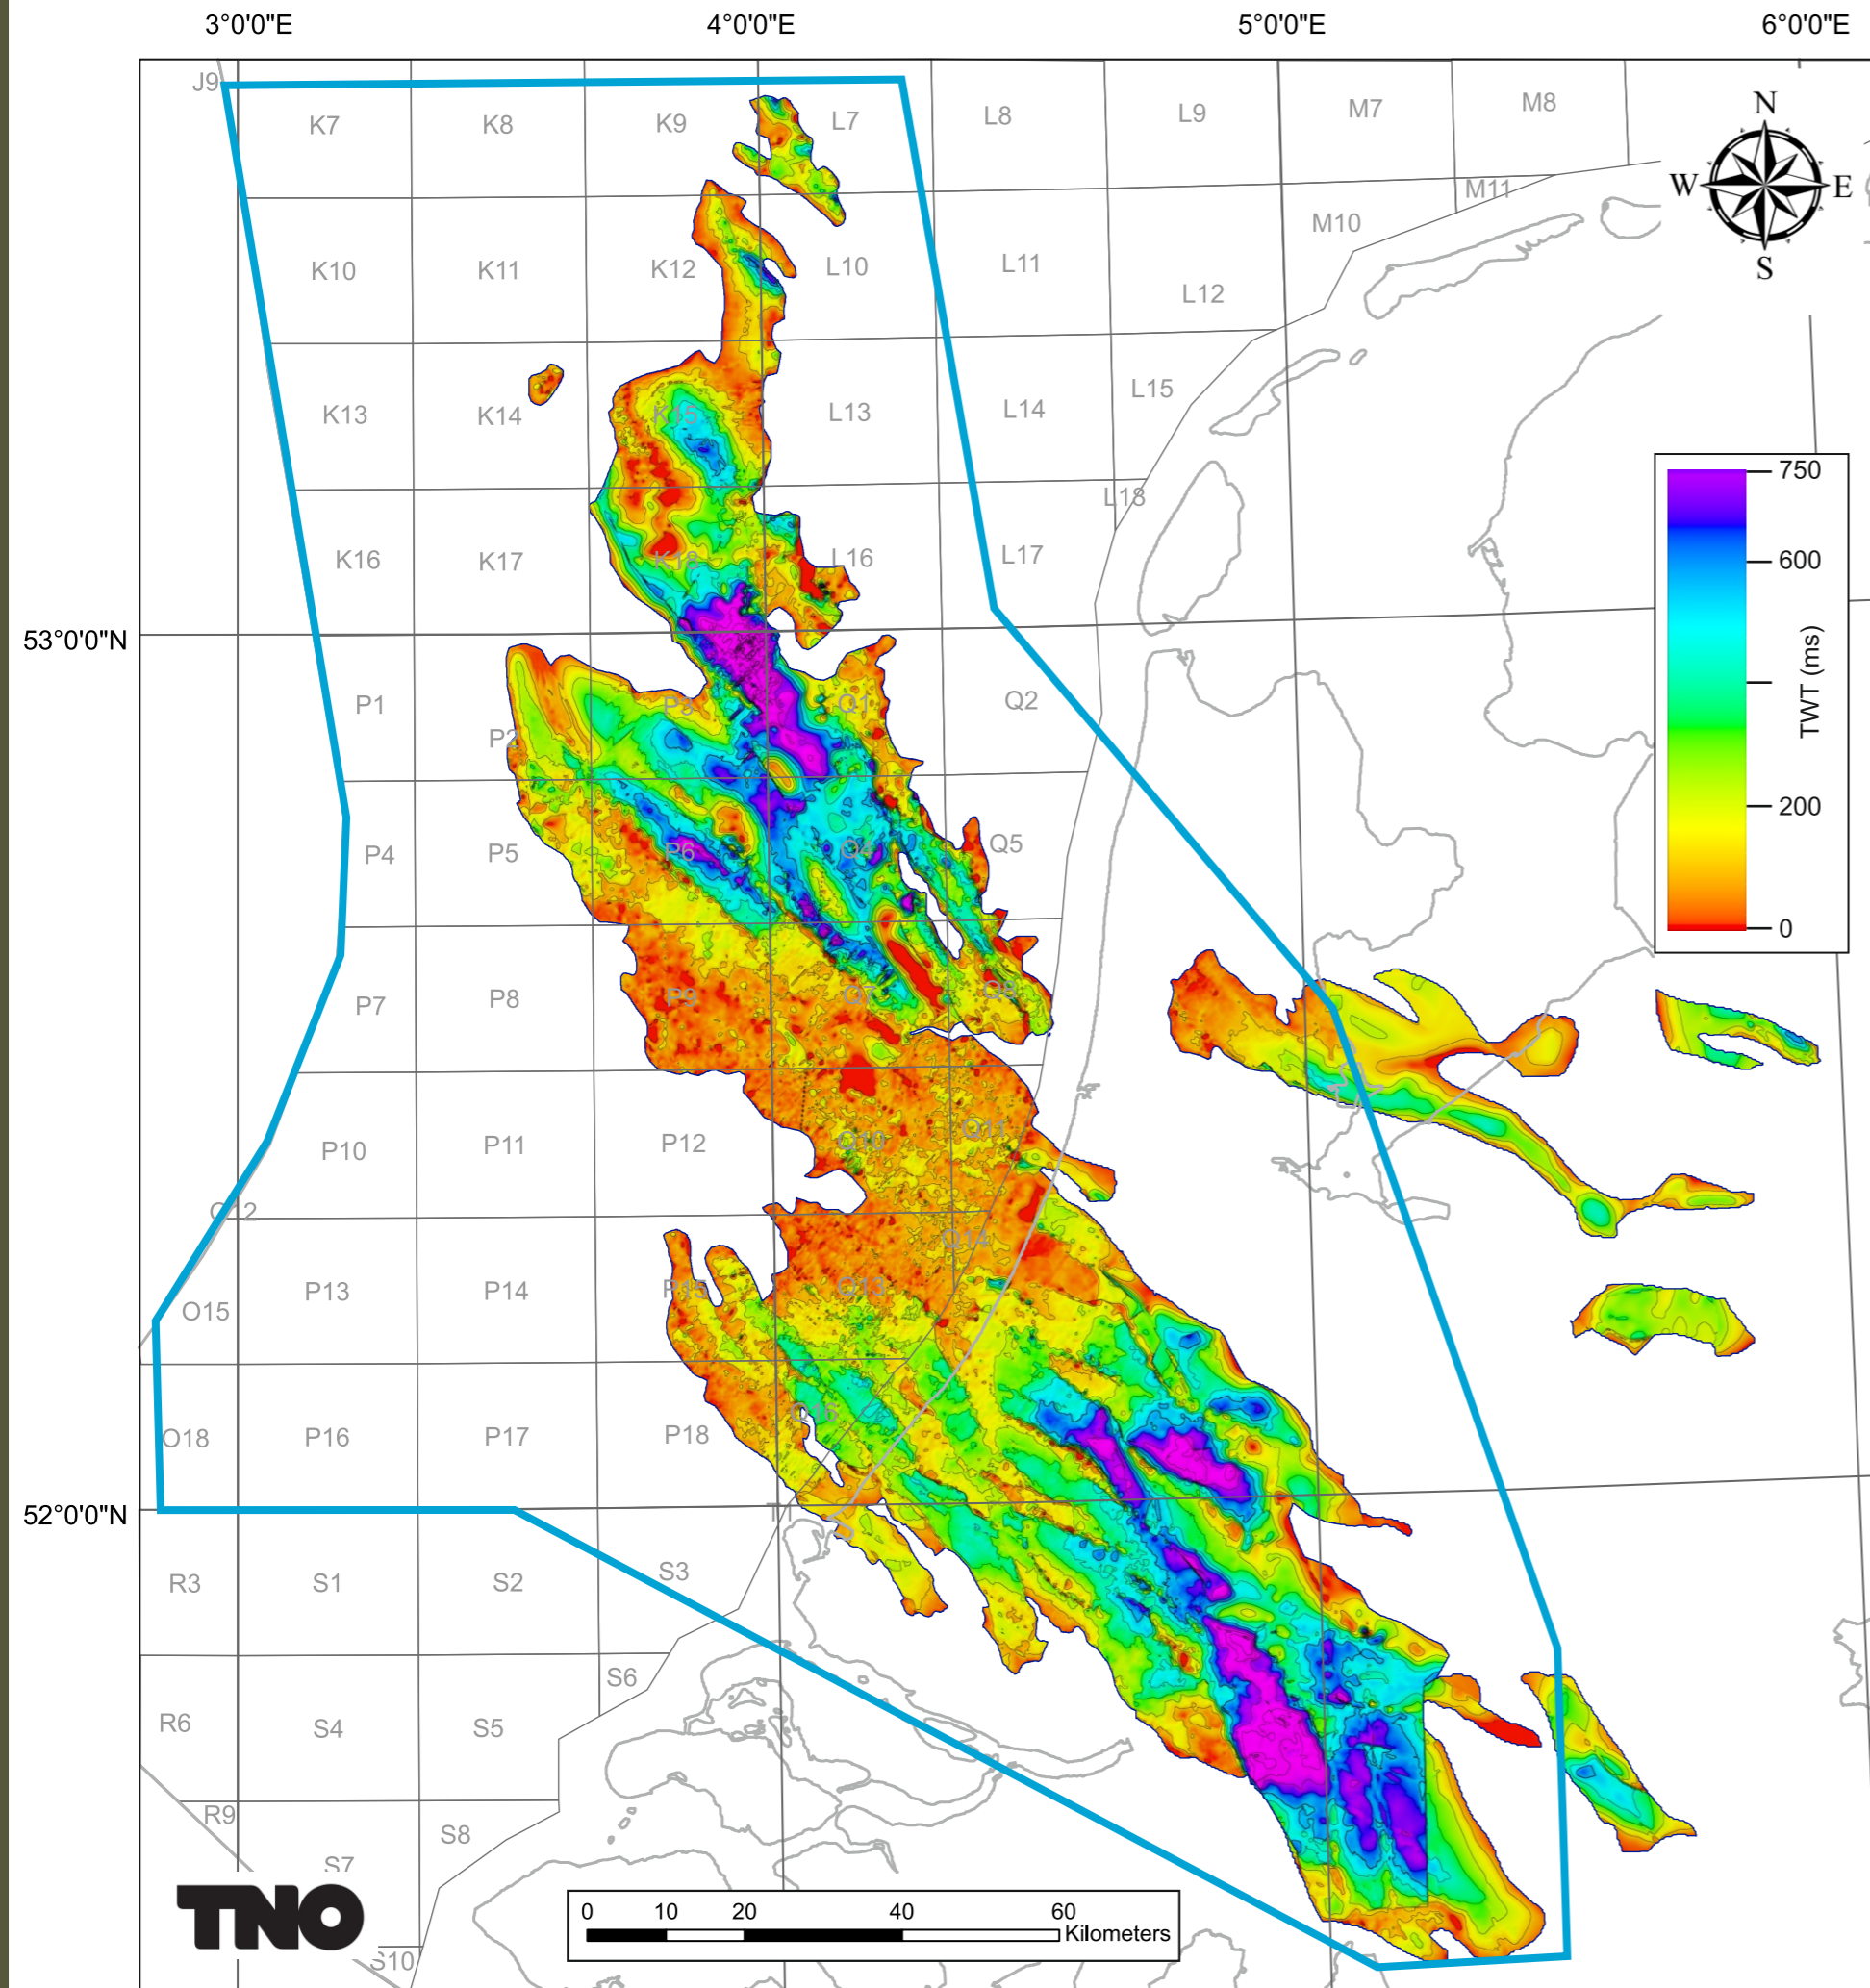 3°0'0"E 4°0'0"E 5°0'0"E 6°0'0"E
J9 K7 K8 K9 L7 L8 L9 M7 M8
N
W E
S
M11
M10
K10 K11 K12 L10 L11 L12
K13 K14 K15 L13 L14 L15
L18
K16 K17 K18 L16 L17
750
600
200
0
TWT (ms)
53°0'0"N
P1 P2 P3 Q1 Q2
P4 P5 P6 Q4 Q5
P7 P8 P9 Q7 Q8
P10 P11 P12 Q10 Q11
O12
Q14
O15 P13 P14 P15 Q13
O18 P16 P17 P18 Q16
52°0'0"N
T1
R3 S1 S2 S3
S6
R6 S4 S5
R9 S8
S7
TNO
S10
0 10 20 40 60
Kilometers